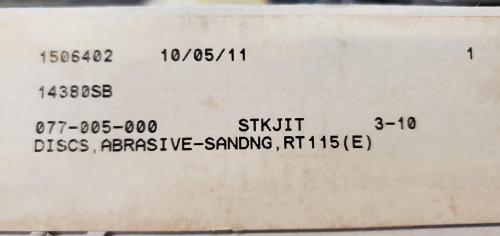 1506402 10/05/11 1
14380SB
077-005-000 STKJIT 3-10
DISCS,ABRASIVE-SANDNG,RT115(E)